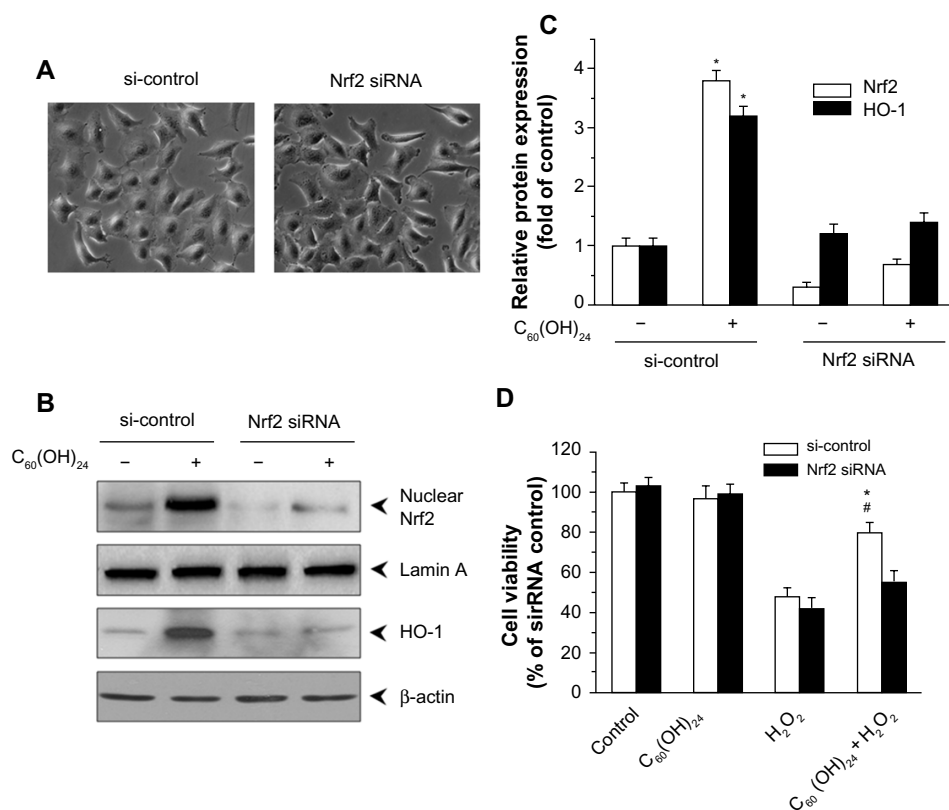 A
si-control
Nrf2 siRNA
B
si-control
Nrf2 siRNA
C₆₀(OH)₂₄
− + − +
Nuclear
Nrf2
Lamin A
HO-1
β-actin
C
Relative protein expression
(fold of control)
4
3
2
1
0
* *
Nrf2
HO-1
C₆₀(OH)₂₄
− + − +
si-control
Nrf2 siRNA
D
Cell viability
(% of sirRNA control)
120
100
80
60
40
20
0
si-control
Nrf2 siRNA
*
#
Control
C₆₀(OH)₂₄
H₂O₂
C₆₀ (OH)₂₄ + H₂O₂